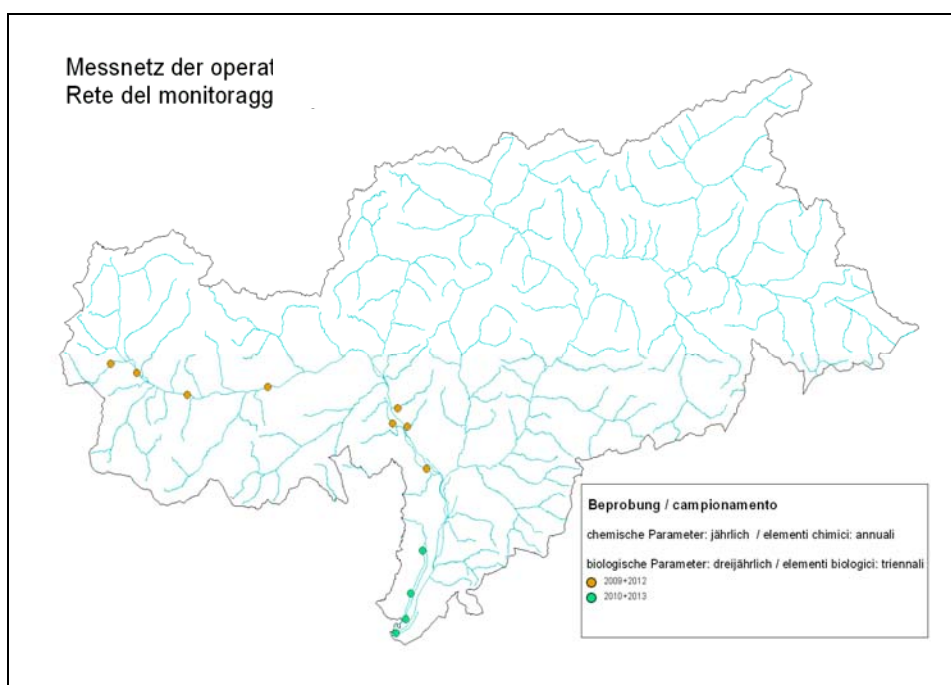 Messnetz der operat
Rete del monitoragg
Beprobung / campionamento
chemische Parameter: jährlich / elementi chimici: annuali
biologische Parameter: dreijährlich / elementi biologici: triennali
2009+2012
2010+2013